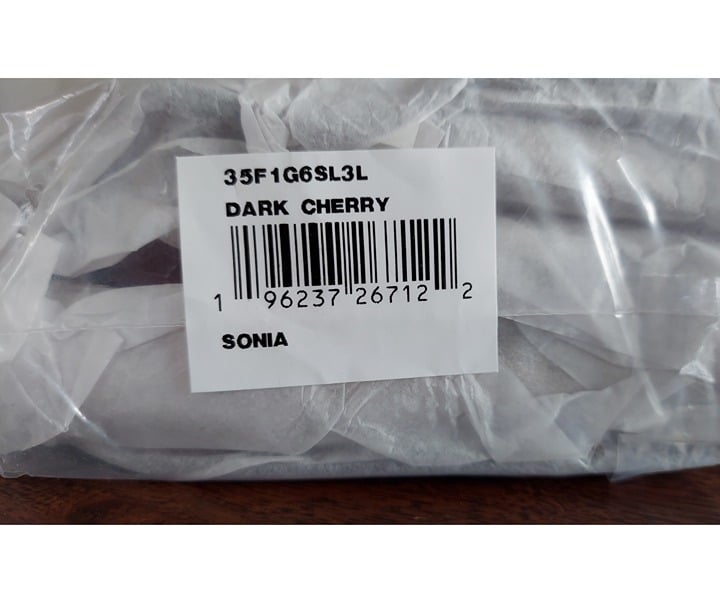 35F1G6SL3L
DARK CHERRY
1 96237 26712 2
SONIA